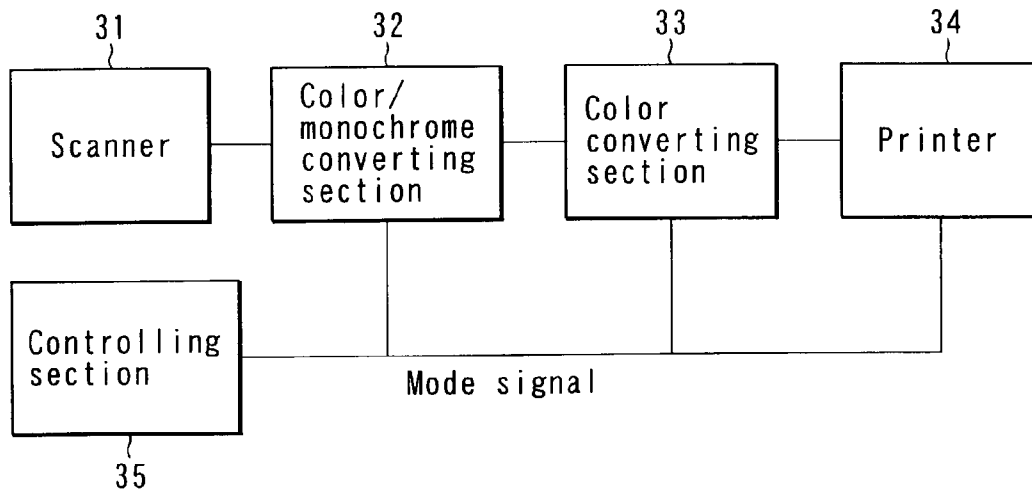 31
32
33
34
Scanner
Color/
monochrome
converting
section
Color
converting
section
Printer
Controlling
section
Mode signal
35